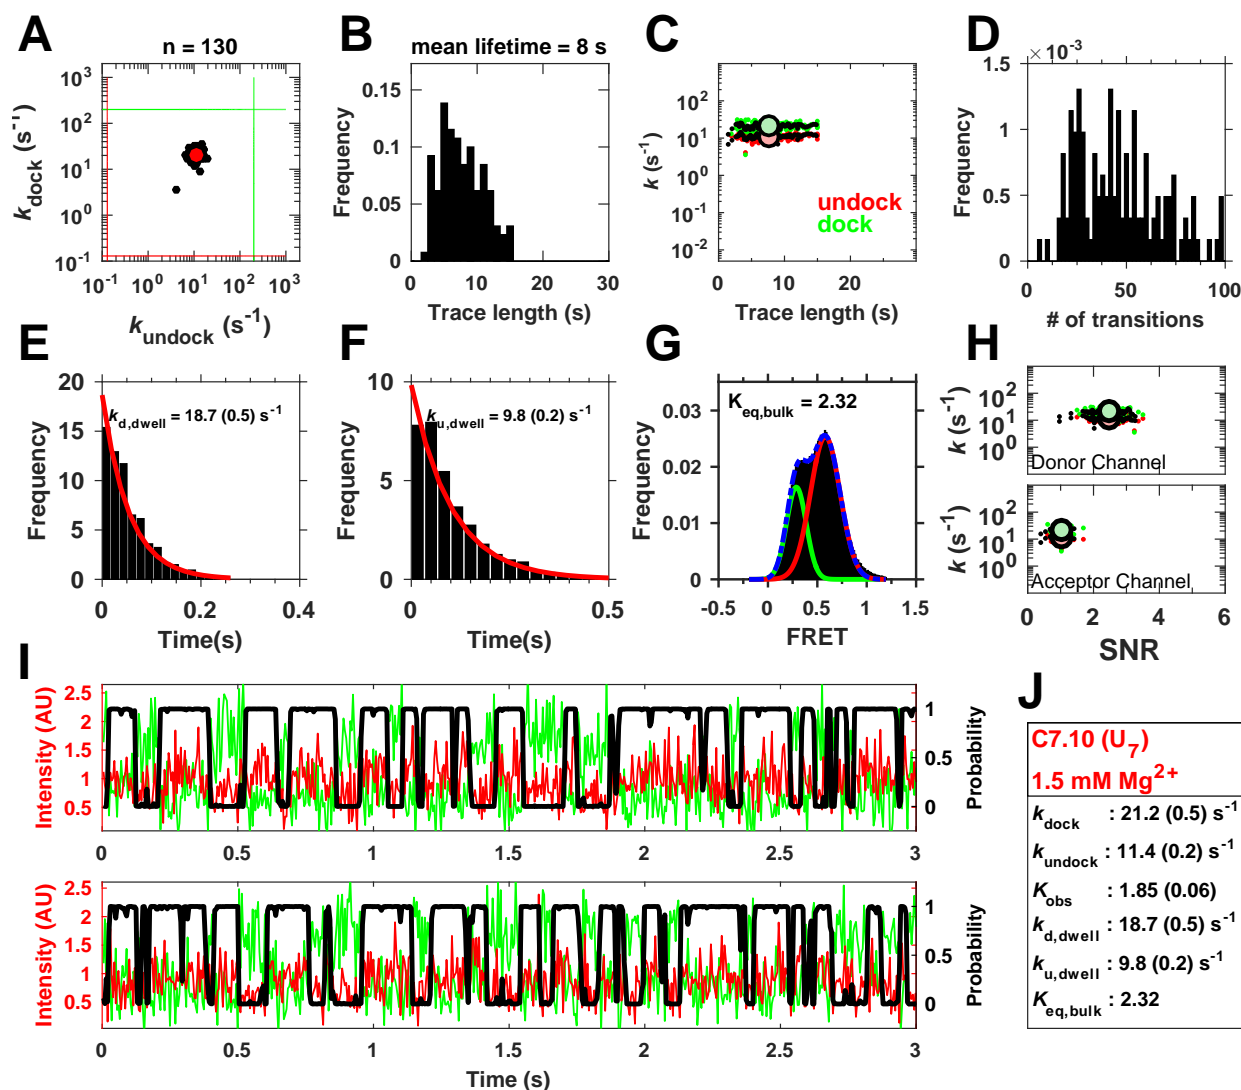 A
n = 130
k_dock (s⁻¹)
10³
10²
10¹
10⁰
10⁻¹
10⁻¹ 10⁰ 10¹ 10² 10³
k_undock (s⁻¹)
B
mean lifetime = 8 s
Frequency
0.15
0.1
0.05
0
0 10 20 30
Trace length (s)
C
k (s⁻¹)
10²
10¹
10⁰
10⁻¹
10⁻²
undock
dock
0 10 20
Trace length (s)
D
× 10⁻³
Frequency
1.5
1
0.5
0
0 50 100
# of transitions
E
Frequency
20
15
10
5
0
k_d,dwell = 18.7 (0.5) s⁻¹
0 0.2 0.4
Time(s)
F
Frequency
10
5
0
k_u,dwell = 9.8 (0.2) s⁻¹
0 0.5
Time(s)
G
Frequency
K_eq,bulk = 2.32
0.03
0.02
0.01
0
-0.5 0 0.5 1 1.5
FRET
H
k (s⁻¹)
10²
10¹
10⁰
Donor Channel
k (s⁻¹)
10²
10¹
10⁰
Acceptor Channel
0 2 4 6
SNR
I
Intensity (AU)
2.5
2
1.5
1
0.5
1
0.5
0
Probability
0 0.5 1 1.5 2 2.5 3
Intensity (AU)
2.5
2
1.5
1
0.5
1
0.5
0
Probability
0 0.5 1 1.5 2 2.5 3
Time (s)
J
C7.10 (U₇)
1.5 mM Mg²⁺
k_dock : 21.2 (0.5) s⁻¹
k_undock : 11.4 (0.2) s⁻¹
K_obs : 1.85 (0.06)
k_d,dwell : 18.7 (0.5) s⁻¹
k_u,dwell : 9.8 (0.2) s⁻¹
K_eq,bulk : 2.32